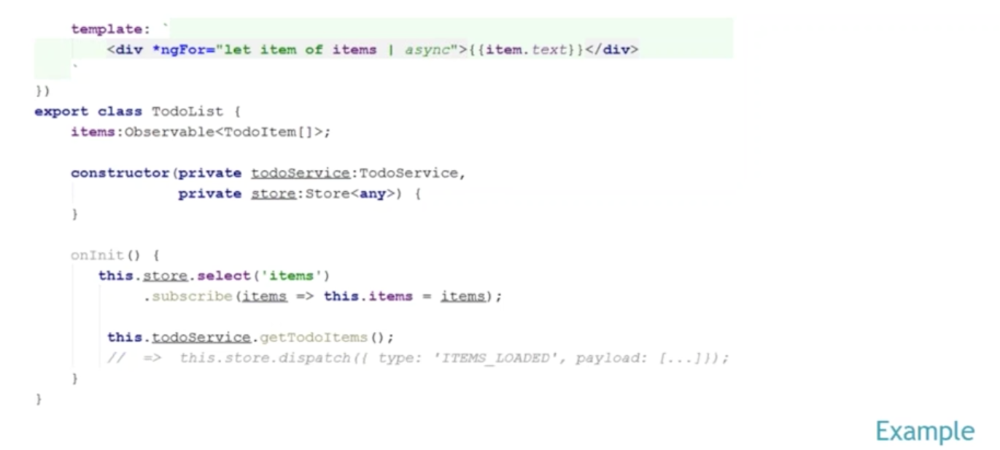 template: `
<div *ngFor="let item of items | async">{{item.text}}</div>
`
})
export class TodoList {
items:Observable<TodoItem[]>;
constructor(private todoService:TodoService,
private store:Store<any>) {
}
onInit() {
this.store.select('items')
.subscribe(items => this.items = items);
this.todoService.getTodoItems();
// => this.store.dispatch({ type: 'ITEMS_LOADED', payload: [...]});
}
}
Example